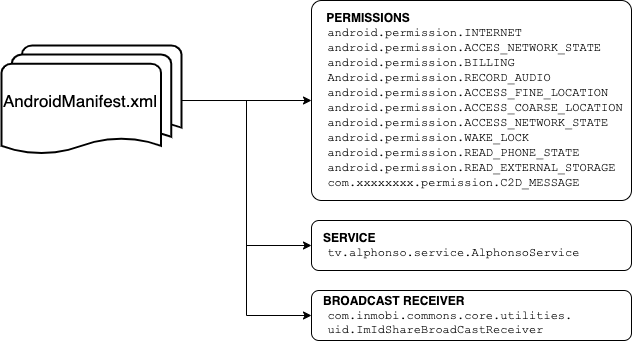 AndroidManifest.xml
PERMISSIONS
android.permission.INTERNET
android.permission.ACCES_NETWORK_STATE
android.permission.BILLING
Android.permission.RECORD_AUDIO
android.permission.ACCESS_FINE_LOCATION
android.permission.ACCESS_COARSE_LOCATION
android.permission.ACCESS_NETWORK_STATE
android.permission.WAKE_LOCK
android.permission.READ_PHONE_STATE
android.permission.READ_EXTERNAL_STORAGE
com.xxxxxxxx.permission.C2D_MESSAGE
SERVICE
tv.alphonso.service.AlphonsoService
BROADCAST RECEIVER
com.inmobi.commons.core.utilities.
uid.ImIdShareBroadCastReceiver